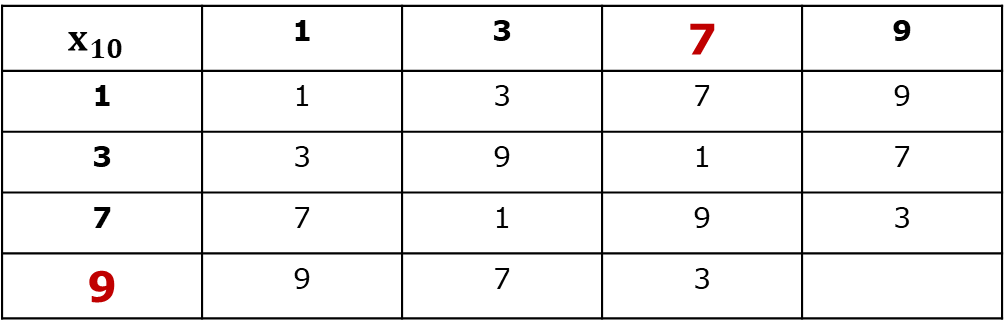 x₁₀ 1 3 7 9
1 1 3 7 9
3 3 9 1 7
7 7 1 9 3
9 9 7 3